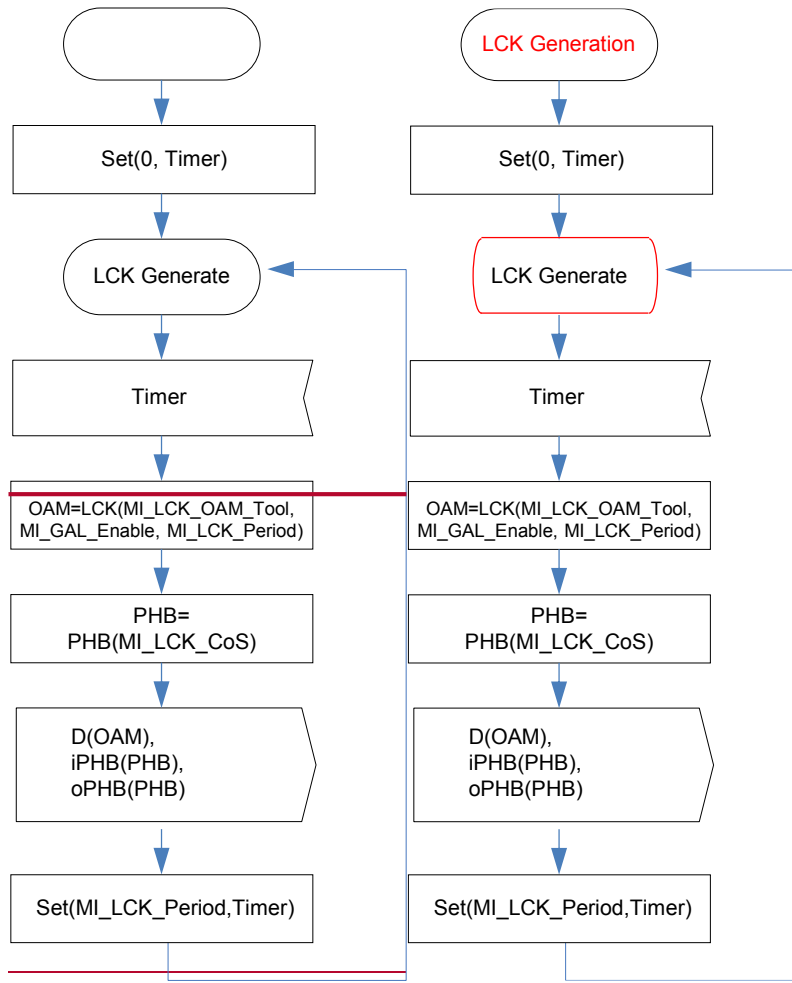 Set(0, Timer)
LCK Generate
Timer
OAM=LCK(MI_LCK_OAM_Tool,
MI_GAL_Enable, MI_LCK_Period)
PHB=
PHB(MI_LCK_CoS)
D(OAM),
iPHB(PHB),
oPHB(PHB)
Set(MI_LCK_Period,Timer)
LCK Generation
Set(0, Timer)
LCK Generate
Timer
OAM=LCK(MI_LCK_OAM_Tool,
MI_GAL_Enable, MI_LCK_Period)
PHB=
PHB(MI_LCK_CoS)
D(OAM),
iPHB(PHB),
oPHB(PHB)
Set(MI_LCK_Period,Timer)